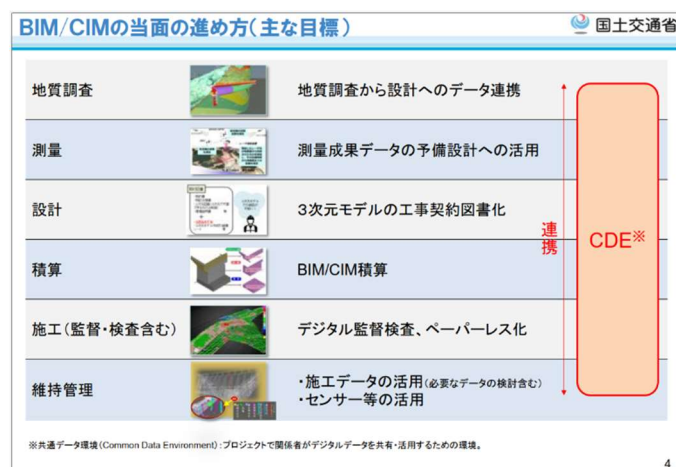 BIM/CIMの当面の進め方(主な目標)
国土交通省
地質調査
地質調査から設計へのデータ連携
測量
測量成果データの予備設計への活用
設計
3次元モデルの工事契約図書化
積算
BIM/CIM積算
施工(監督・検査含む)
デジタル監督検査、ペーパーレス化
維持管理
・施工データの活用(必要なデータの検討含む)
・センサー等の活用
連携
CDE※
※共通データ環境(Common Data Environment):プロジェクトで関係者がデジタルデータを共有・活用するための環境。
4